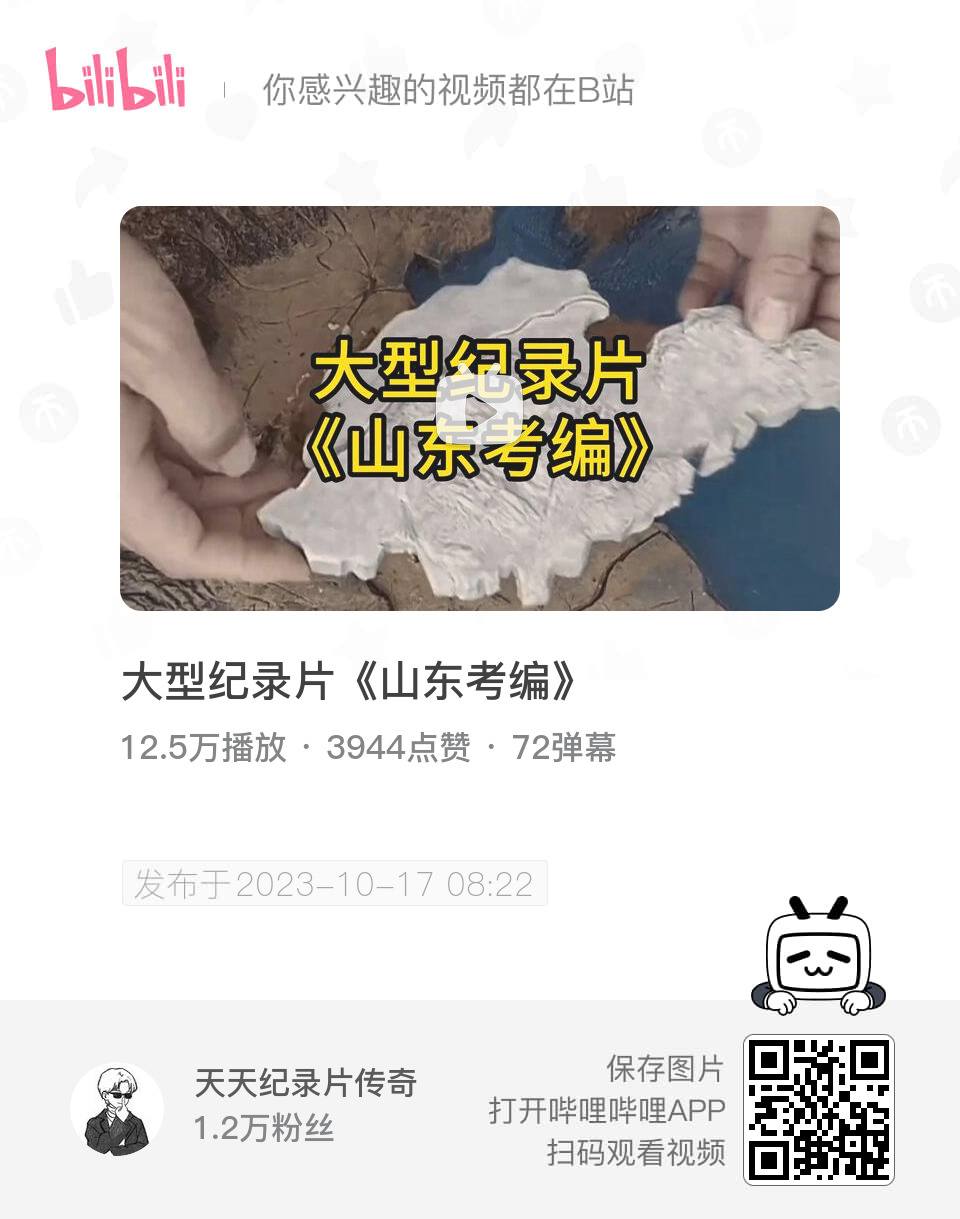 bilibili
你感兴趣的视频都在B站
大型纪录片
《山东考编》
大型纪录片《山东考编》
12.5万播放 · 3944点赞 · 72弹幕
发布于2023-10-17 08:22
天天纪录片传奇
1.2万粉丝
保存图片
打开哔哩哔哩APP
扫码观看视频